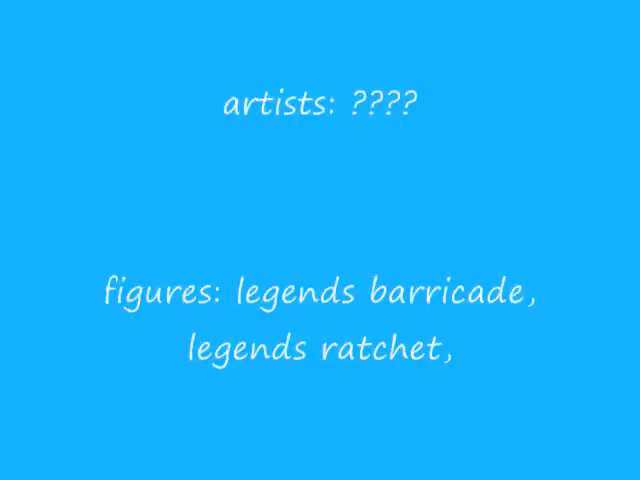 artists: ????
figures: legends barricade,
legends ratchet,